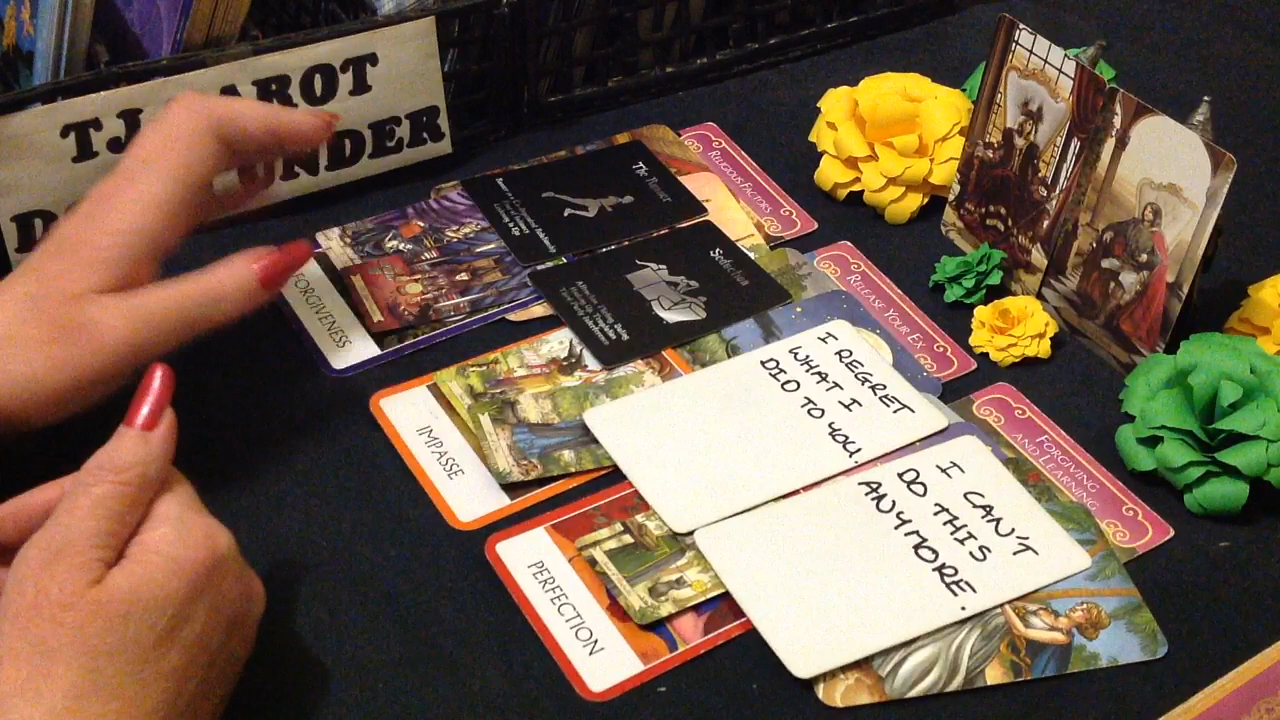 TJ TAROT
UNDER
RELIGIOUS FACTORS
The Runner
FORGIVENESS
Seduction
RELEASE YOUR EX
IMPASSE
I REGRET
WHAT I
DID TO YOU.
FORGIVING
AND LEARNING
PERFECTION
I CAN'T
DO THIS
ANYMORE.